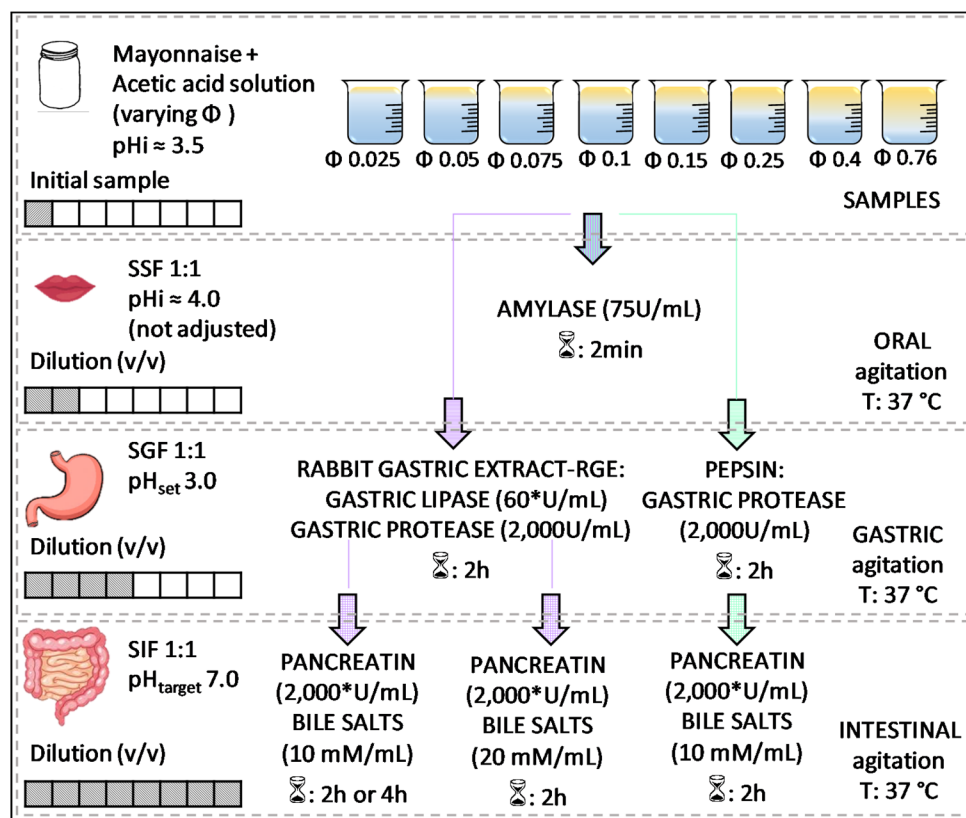 Mayonnaise +
Acetic acid solution
(varying Φ )
pHi ≈ 3.5
Φ 0.025
Φ 0.05
Φ 0.075
Φ 0.1
Φ 0.15
Φ 0.25
Φ 0.4
Φ 0.76
Initial sample
SAMPLES
SSF 1:1
pHi ≈ 4.0
(not adjusted)
Dilution (v/v)
AMYLASE (75U/mL)
: 2min
ORAL
agitation
T: 37 °C
SGF 1:1
pHset 3.0
Dilution (v/v)
RABBIT GASTRIC EXTRACT-RGE:
GASTRIC LIPASE (60*U/mL)
GASTRIC PROTEASE (2,000U/mL)
: 2h
PEPSIN:
GASTRIC PROTEASE
(2,000U/mL)
: 2h
GASTRIC
agitation
T: 37 °C
SIF 1:1
pHtarget 7.0
Dilution (v/v)
PANCREATIN
(2,000*U/mL)
BILE SALTS
(10 mM/mL)
: 2h or 4h
PANCREATIN
(2,000*U/mL)
BILE SALTS
(20 mM/mL)
: 2h
PANCREATIN
(2,000*U/mL)
BILE SALTS
(10 mM/mL)
: 2h
INTESTINAL
agitation
T: 37 °C